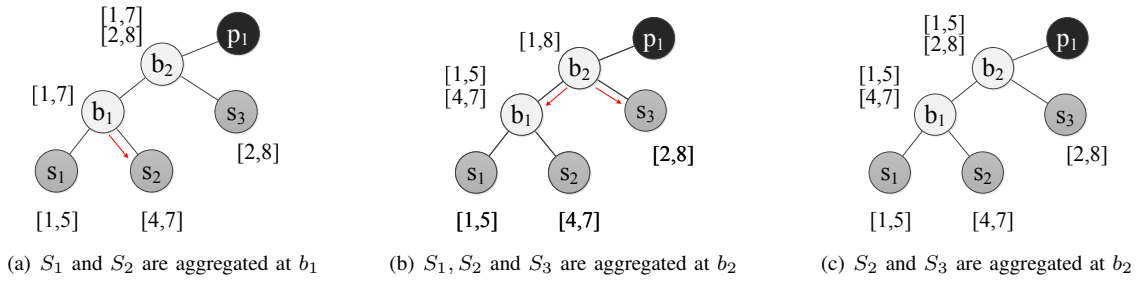 [1,7]
[2,8]
p1
b2
[1,7]
b1
s3
[2,8]
s1
s2
[1,5]
[4,7]
(a) S1 and S2 are aggregated at b1
[1,8]
p1
b2
[1,5]
[4,7]
b1
s3
[2,8]
s1
s2
[1,5]
[4,7]
(b) S1, S2 and S3 are aggregated at b2
[1,5]
[2,8]
p1
b2
[1,5]
[4,7]
b1
s3
[2,8]
s1
s2
[1,5]
[4,7]
(c) S2 and S3 are aggregated at b2